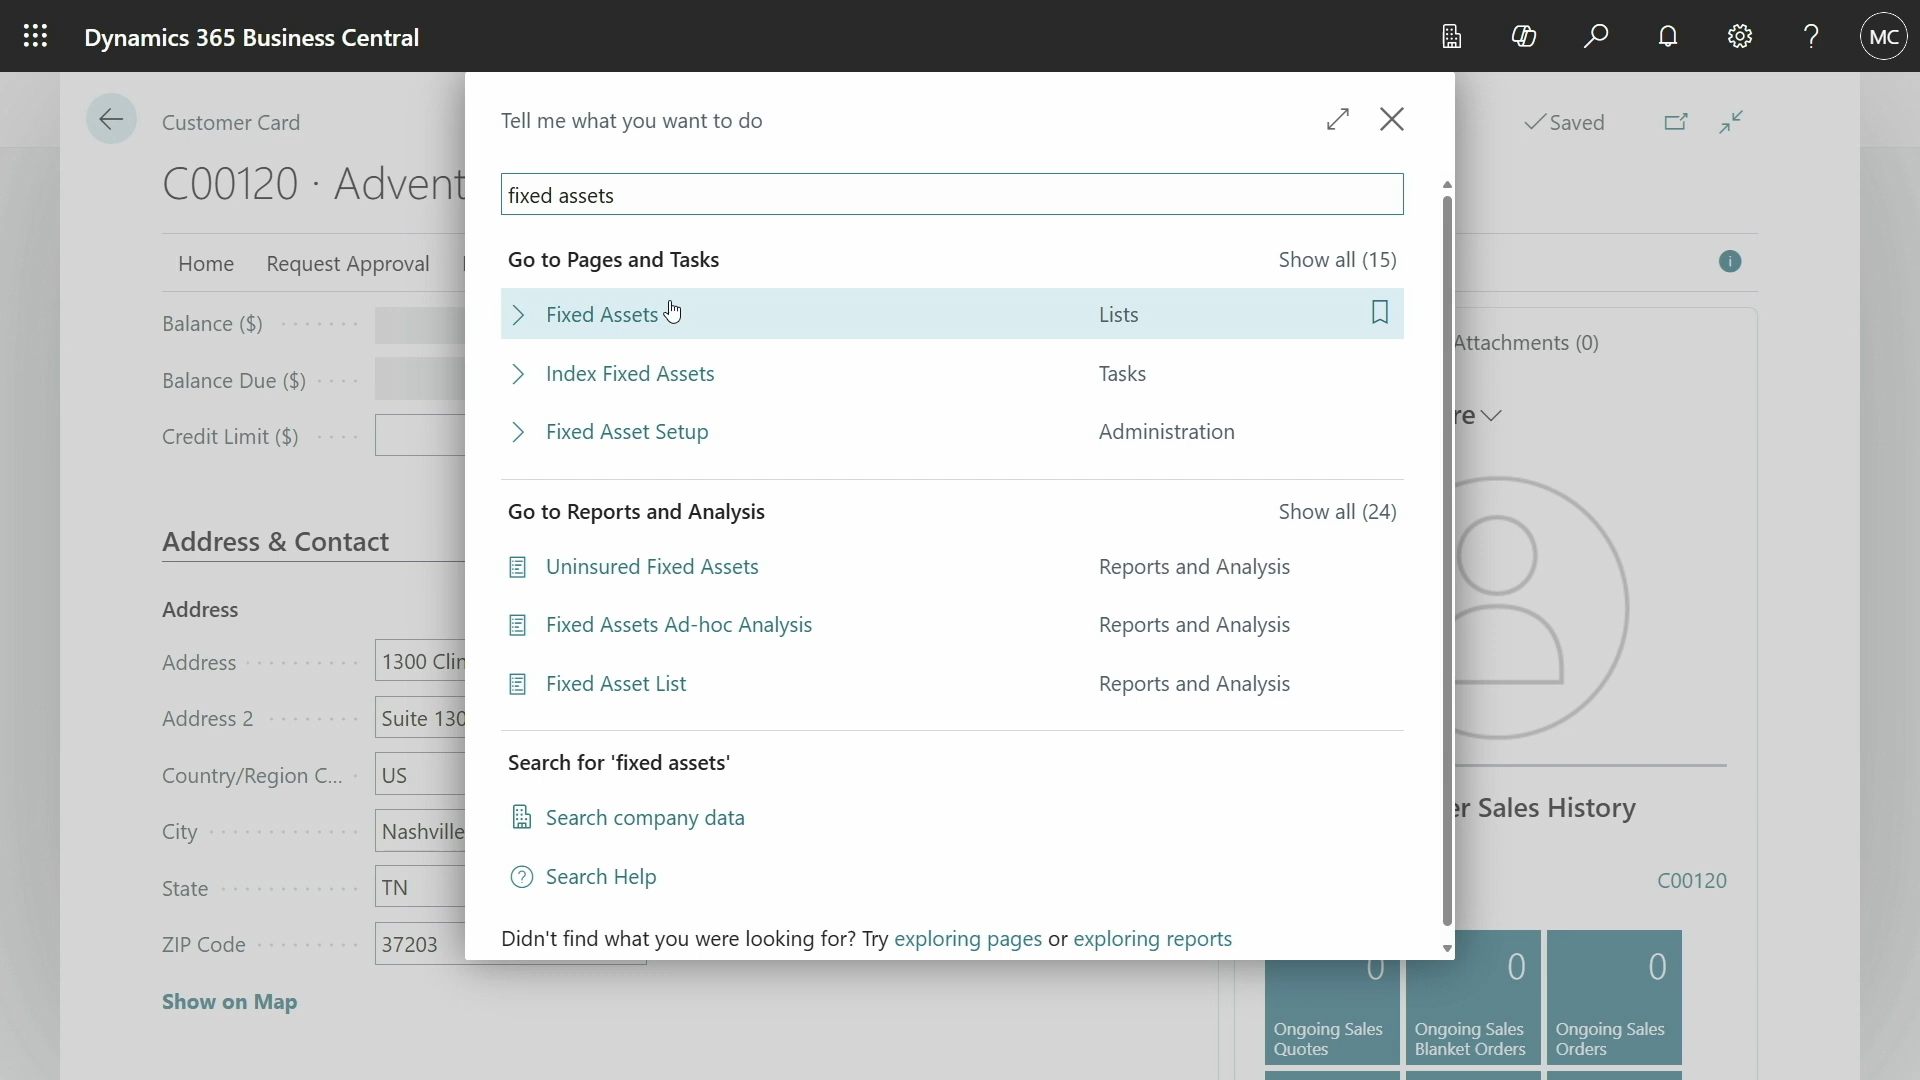 Dynamics 365 Business Central
MC
Customer Card
Saved
C00120 · Advent
Home
Request Approval
Balance ($)
Balance Due ($)
Credit Limit ($)
Address & Contact
Address
Address
1300 Clin
Address 2
Suite 130
Country/Region C...
US
City
Nashville
State
TN
ZIP Code
37203
Show on Map
Tell me what you want to do
fixed assets
Go to Pages and Tasks
Show all (15)
Fixed Assets
Lists
Index Fixed Assets
Tasks
Fixed Asset Setup
Administration
Go to Reports and Analysis
Show all (24)
Uninsured Fixed Assets
Reports and Analysis
Fixed Assets Ad-hoc Analysis
Reports and Analysis
Fixed Asset List
Reports and Analysis
Search for 'fixed assets'
Search company data
Search Help
Didn't find what you were looking for? Try exploring pages or exploring reports
Attachments (0)
re
er Sales History
C00120
0
Ongoing Sales
Quotes
0
Ongoing Sales
Blanket Orders
0
Ongoing Sales
Orders